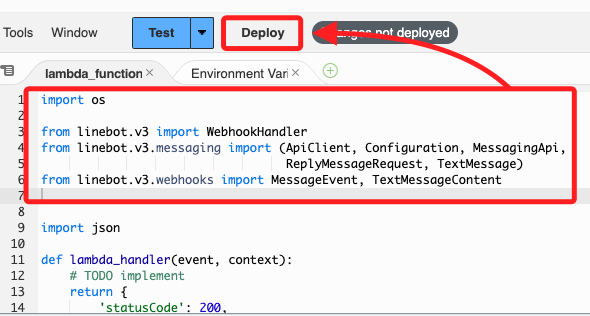 Tools Window Test Deploy anges not deployed
lambda_function × Environment Vari ×
1 import os
2
3 from linebot.v3 import WebhookHandler
4 from linebot.v3.messaging import (ApiClient, Configuration, MessagingApi,
5 ReplyMessageRequest, TextMessage)
6 from linebot.v3.webhooks import MessageEvent, TextMessageContent
7
8
9 import json
10
11 def lambda_handler(event, context):
12 # TODO implement
13 return {
14 'statusCode': 200,